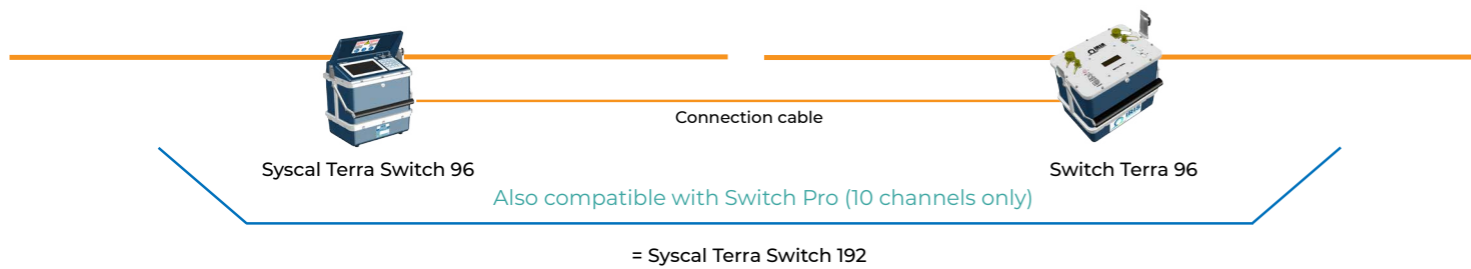 Connection cable
Syscal Terra Switch 96
Switch Terra 96
Also compatible with Switch Pro (10 channels only)
= Syscal Terra Switch 192